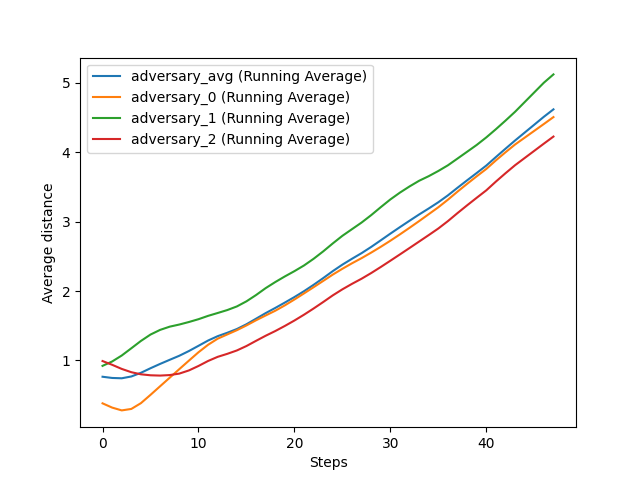 adversary_avg (Running Average)
adversary_0 (Running Average)
adversary_1 (Running Average)
adversary_2 (Running Average)
Average distance
5
4
3
2
1
0 10 20 30 40
Steps